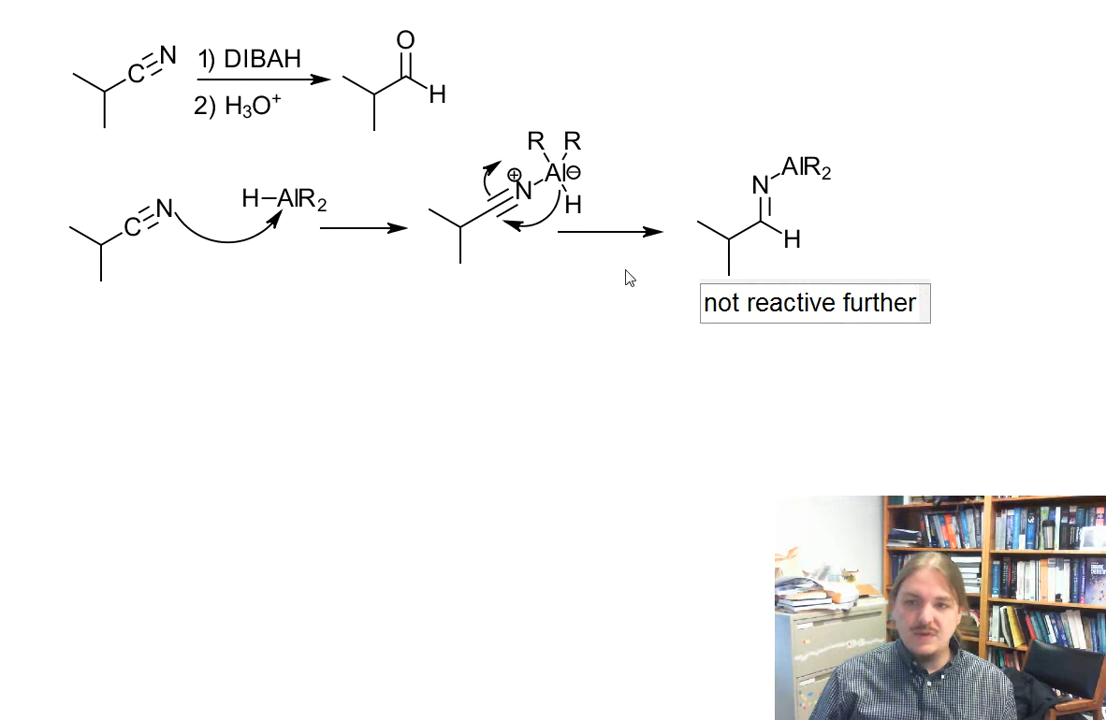 C≡N 1) DIBAH
2) H₃O⁺
O
H
C≡N H–AlR₂
R R
⊕ N Al ⊖
H
N AlR₂
H
not reactive further